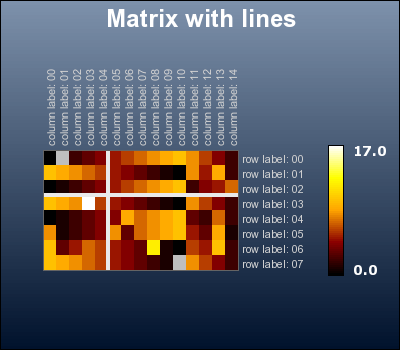 Matrix with lines
column label: 00
column label: 01
column label: 02
column label: 03
column label: 04
column label: 05
column label: 06
column label: 07
column label: 08
column label: 09
column label: 10
column label: 11
column label: 12
column label: 13
column label: 14
row label: 00
row label: 01
row label: 02
row label: 03
row label: 04
row label: 05
row label: 06
row label: 07
17.0
0.0